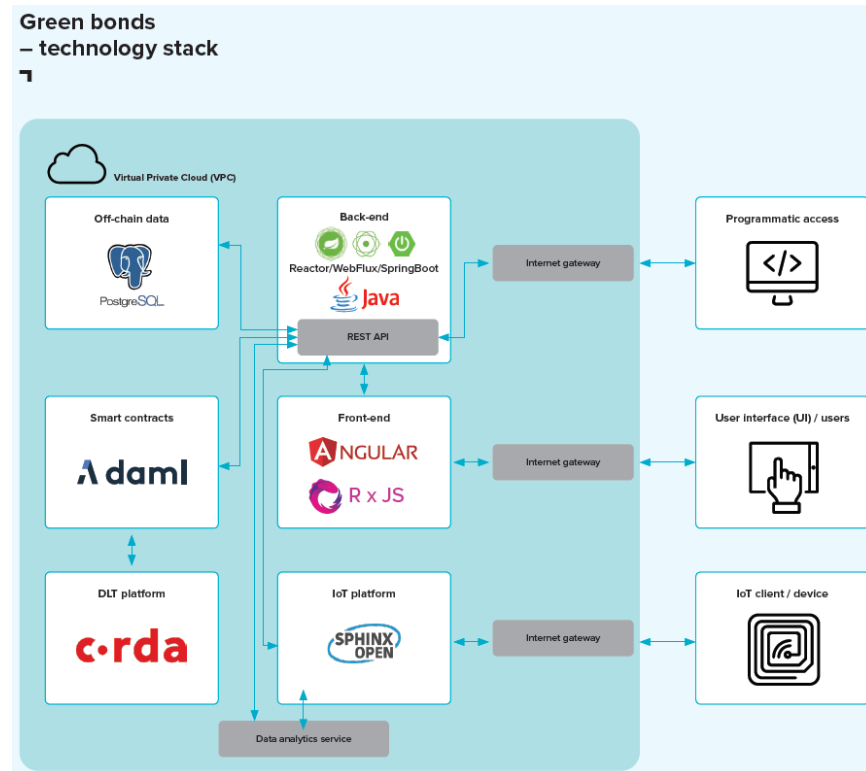 Green bonds
– technology stack
Virtual Private Cloud (VPC)
Off-chain data
PostgreSQL
Back-end
Reactor/WebFlux/SpringBoot
Java
REST API
Internet gateway
Programmatic access
</>
Smart contracts
daml
Front-end
ANGULAR
R x JS
Internet gateway
User interface (UI) / users
DLT platform
c·rda
IoT platform
SPHINX
OPEN
Internet gateway
IoT client / device
Data analytics service